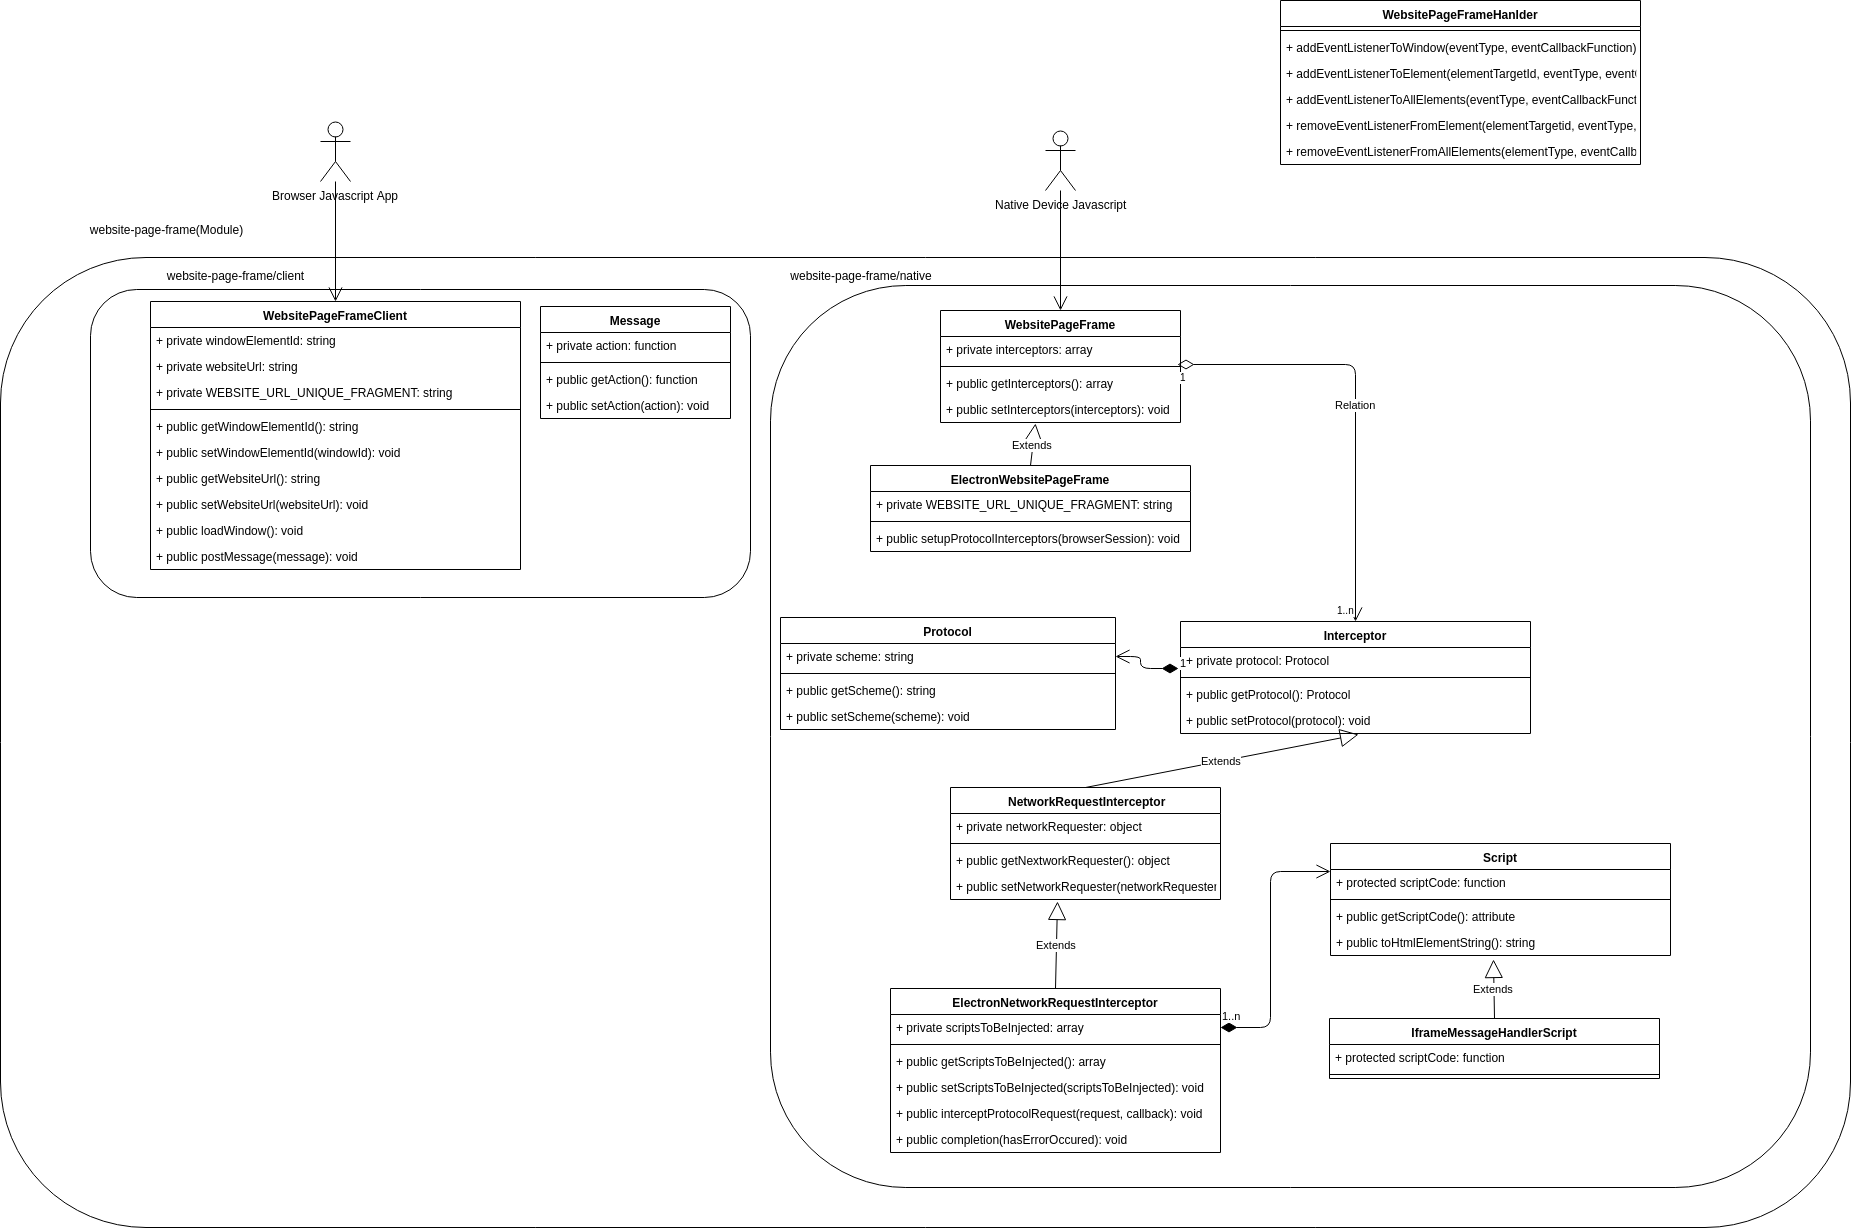 WebsitePageFrameHanlder
+ addEventListenerToWindow(eventType, eventCallbackFunction)
+ addEventListenerToElement(elementTargetId, eventType, event
+ addEventListenerToAllElements(eventType, eventCallbackFunct
+ removeEventListenerFromElement(elementTargetid, eventType,
+ removeEventListenerFromAllElements(elementType, eventCallb
Browser Javascript App
Native Device Javascript
website-page-frame(Module)
website-page-frame/client
website-page-frame/native
WebsitePageFrameClient
+ private windowElementId: string
+ private websiteUrl: string
+ private WEBSITE_URL_UNIQUE_FRAGMENT: string
+ public getWindowElementId(): string
+ public setWindowElementId(windowId): void
+ public getWebsiteUrl(): string
+ public setWebsiteUrl(websiteUrl): void
+ public loadWindow(): void
+ public postMessage(message): void
Message
+ private action: function
+ public getAction(): function
+ public setAction(action): void
WebsitePageFrame
+ private interceptors: array
+ public getInterceptors(): array
+ public setInterceptors(interceptors): void
1
Relation
1..n
Extends
ElectronWebsitePageFrame
+ private WEBSITE_URL_UNIQUE_FRAGMENT: string
+ public setupProtocolInterceptors(browserSession): void
Protocol
+ private scheme: string
+ public getScheme(): string
+ public setScheme(scheme): void
1
Interceptor
+ private protocol: Protocol
+ public getProtocol(): Protocol
+ public setProtocol(protocol): void
Extends
NetworkRequestInterceptor
+ private networkRequester: object
+ public getNextworkRequester(): object
+ public setNetworkRequester(networkRequester
Extends
Script
+ protected scriptCode: function
+ public getScriptCode(): attribute
+ public toHtmlElementString(): string
Extends
ElectronNetworkRequestInterceptor
+ private scriptsToBeInjected: array
+ public getScriptsToBeInjected(): array
+ public setScriptsToBeInjected(scriptsToBeInjected): void
+ public interceptProtocolRequest(request, callback): void
+ public completion(hasErrorOccured): void
1..n
IframeMessageHandlerScript
+ protected scriptCode: function